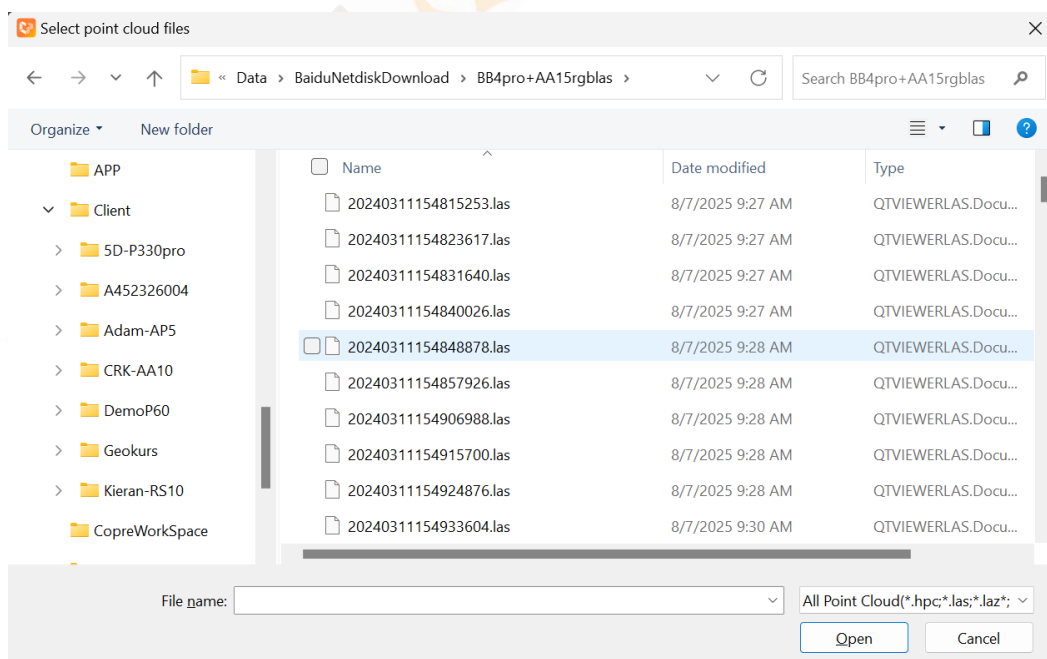 Select point cloud files
« Data › BaiduNetdiskDownload › BB4pro+AA15rgblas ›
Search BB4pro+AA15rgblas
Organize New folder
?
APP
Client
5D-P330pro
A452326004
Adam-AP5
CRK-AA10
DemoP60
Geokurs
Kieran-RS10
CopreWorkSpace
Name Date modified Type
20240311154815253.las 8/7/2025 9:27 AM QTVIEWERLAS.Docu...
20240311154823617.las 8/7/2025 9:27 AM QTVIEWERLAS.Docu...
20240311154831640.las 8/7/2025 9:27 AM QTVIEWERLAS.Docu...
20240311154840026.las 8/7/2025 9:27 AM QTVIEWERLAS.Docu...
20240311154848878.las 8/7/2025 9:28 AM QTVIEWERLAS.Docu...
20240311154857926.las 8/7/2025 9:28 AM QTVIEWERLAS.Docu...
20240311154906988.las 8/7/2025 9:28 AM QTVIEWERLAS.Docu...
20240311154915700.las 8/7/2025 9:28 AM QTVIEWERLAS.Docu...
20240311154924876.las 8/7/2025 9:28 AM QTVIEWERLAS.Docu...
20240311154933604.las 8/7/2025 9:30 AM QTVIEWERLAS.Docu...
File name:
All Point Cloud(*.hpc;*.las;*.laz*;
Open Cancel